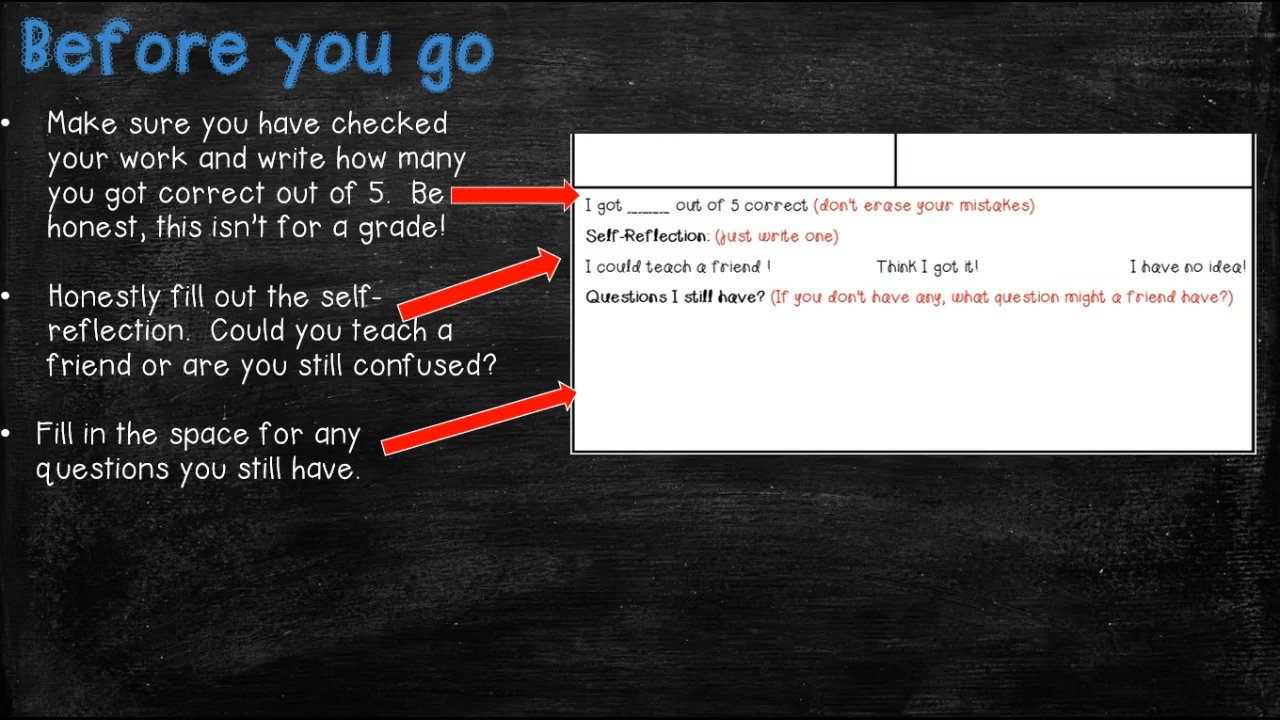 Before you go
• Make sure you have checked
your work and write how many
you got correct out of 5. Be
honest, this isn't for a grade!
• Honestly fill out the self-
reflection. Could you teach a
friend or are you still confused?
• Fill in the space for any
questions you still have.
I got _____ out of 5 correct (don't erase your mistakes)
Self-Reflection: (just write one)
I could teach a friend ! Think I got it! I have no idea!
Questions I still have? (If you don't have any, what question might a friend have?)